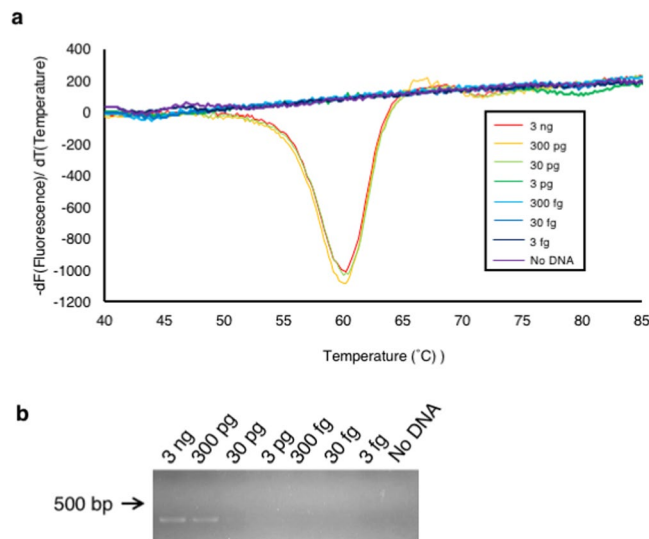 a
-dF(Fluorescence)/ dT(Temperature)
400
200
0
-200
-400
-600
-800
-1000
-1200
40 45 50 55 60 65 70 75 80 85
Temperature (°C) )
3 ng
300 pg
30 pg
3 pg
300 fg
30 fg
3 fg
No DNA
b
3 ng 300 pg 30 pg 3 pg 300 fg 30 fg 3 fg No DNA
500 bp →